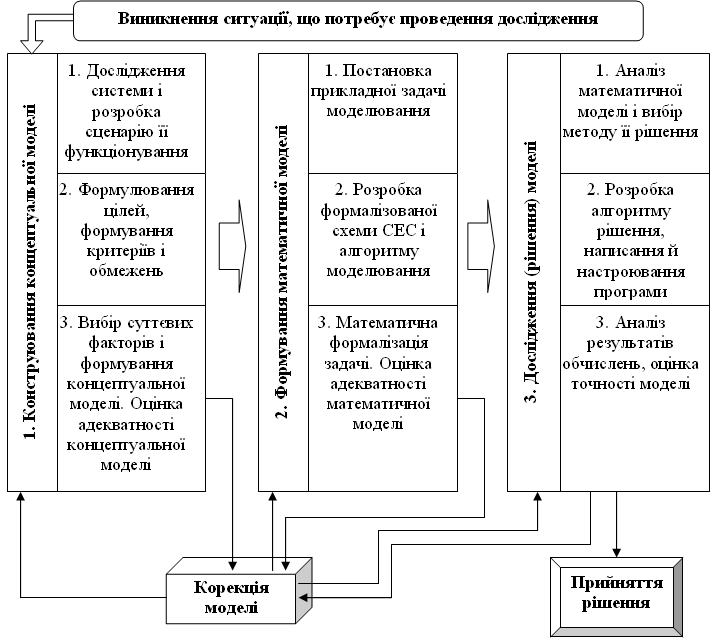 Виникнення ситуації, що потребує проведення дослідження
1. Конструювання концептуальної моделі
1. Дослідження
системи і
розробка
сценарію її
функціонування
2. Формулювання
цілей,
формування
критеріїв і
обмежень
3. Вибір суттєвих
факторів і
формування
концептуальної
моделі. Оцінка
адекватності
концептуальної
моделі
2. Формування математичної моделі
1. Постановка
прикладної задачі
моделювання
2. Розробка
формалізованої
схеми СЕС і
алгоритму
моделювання
3. Математична
формалізація
задачі. Оцінка
адекватності
математичної
моделі
3. Дослідження (рішення) моделі
1. Аналіз
математичної
моделі і вибір
методу її рішення
2. Розробка
алгоритму
рішення,
написання й
настроювання
програми
3. Аналіз
результатів
обчислень, оцінка
точності моделі
Корекція
моделі
Прийняття
рішення